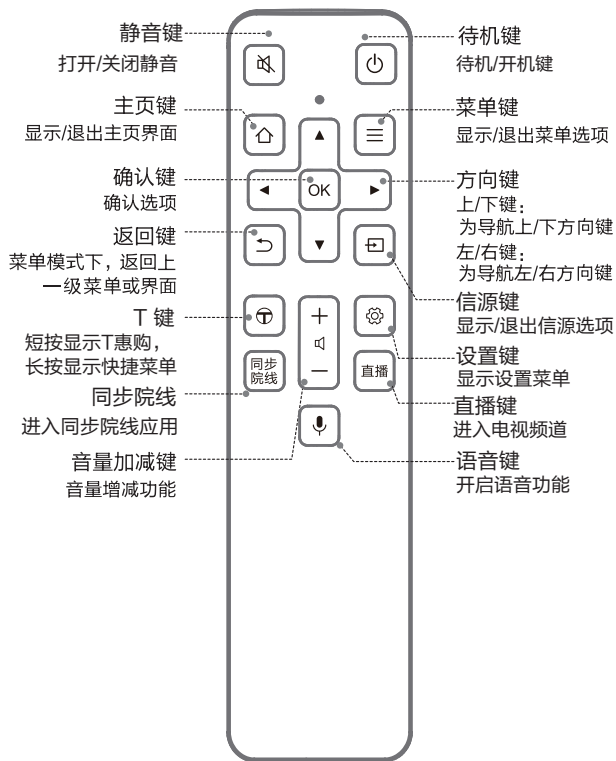 静音键
打开/关闭静音
主页键
显示/退出主页界面
确认键
确认选项
返回键
菜单模式下，返回上
一级菜单或界面
T 键
短按显示T惠购，
长按显示快捷菜单
同步院线
进入同步院线应用
音量加减键
音量增减功能
OK
同步
院线
直播
待机键
待机/开机键
菜单键
显示/退出菜单选项
方向键
上/下键：
为导航上/下方向键
左/右键：
为导航左/右方向键
信源键
显示/退出信源选项
设置键
显示设置菜单
直播键
进入电视频道
语音键
开启语音功能